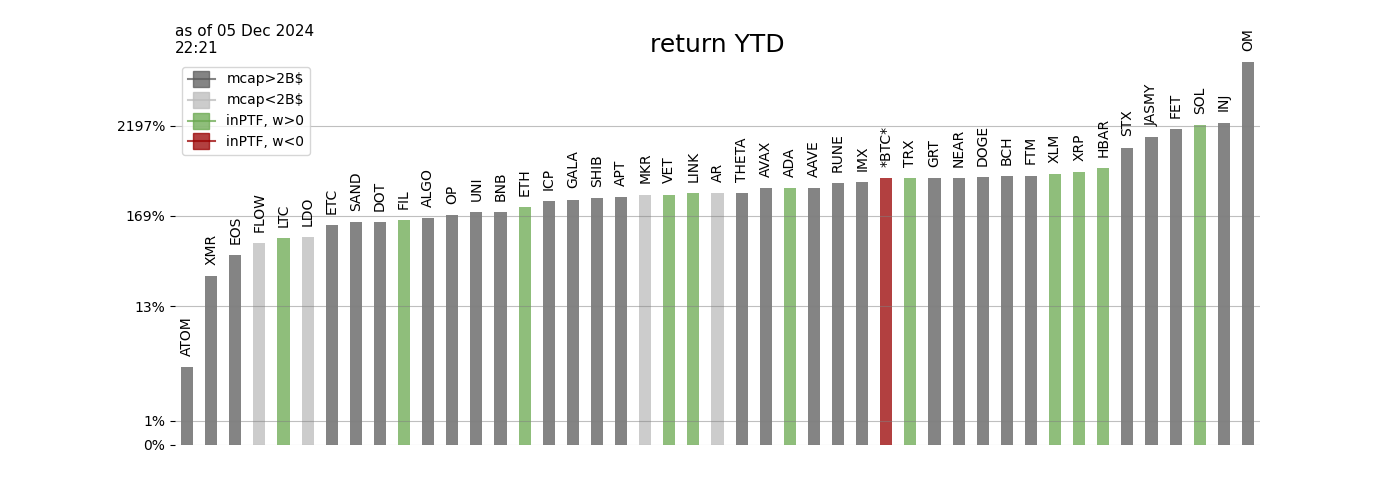 as of 05 Dec 2024
22:21
return YTD
mcap>2B$
mcap<2B$
inPTF, w>0
inPTF, w<0
2197%
169%
13%
1%
0%
ATOM
XMR
EOS
FLOW
LTC
LDO
ETC
SAND
DOT
FIL
ALGO
OP
UNI
BNB
ETH
ICP
GALA
SHIB
APT
MKR
VET
LINK
AR
THETA
AVAX
ADA
AAVE
RUNE
IMX
*BTC*
TRX
GRT
NEAR
DOGE
BCH
FTM
XLM
XRP
HBAR
STX
JASMY
FET
SOL
INJ
OM